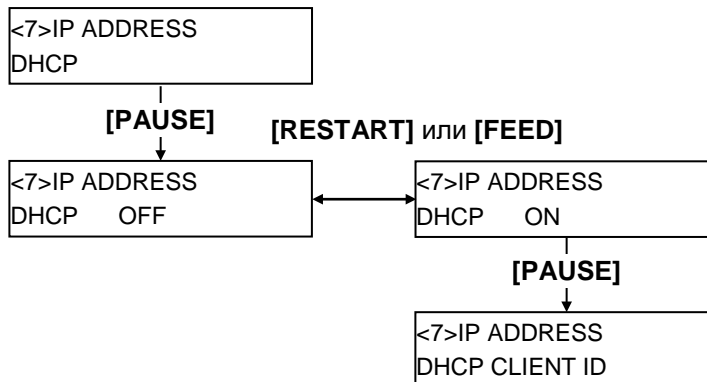 <7>IP ADDRESS
DHCP
[PAUSE]
[RESTART] или [FEED]
<7>IP ADDRESS
DHCP OFF
<7>IP ADDRESS
DHCP ON
[PAUSE]
<7>IP ADDRESS
DHCP CLIENT ID